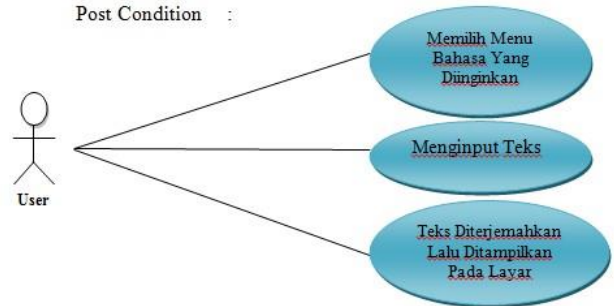 Post Condition :
Memilih Menu
Bahasa Yang
Diinginkan
Menginput Teks
User
Teks Diterjemahkan
Lalu Ditampilkan
Pada Layar